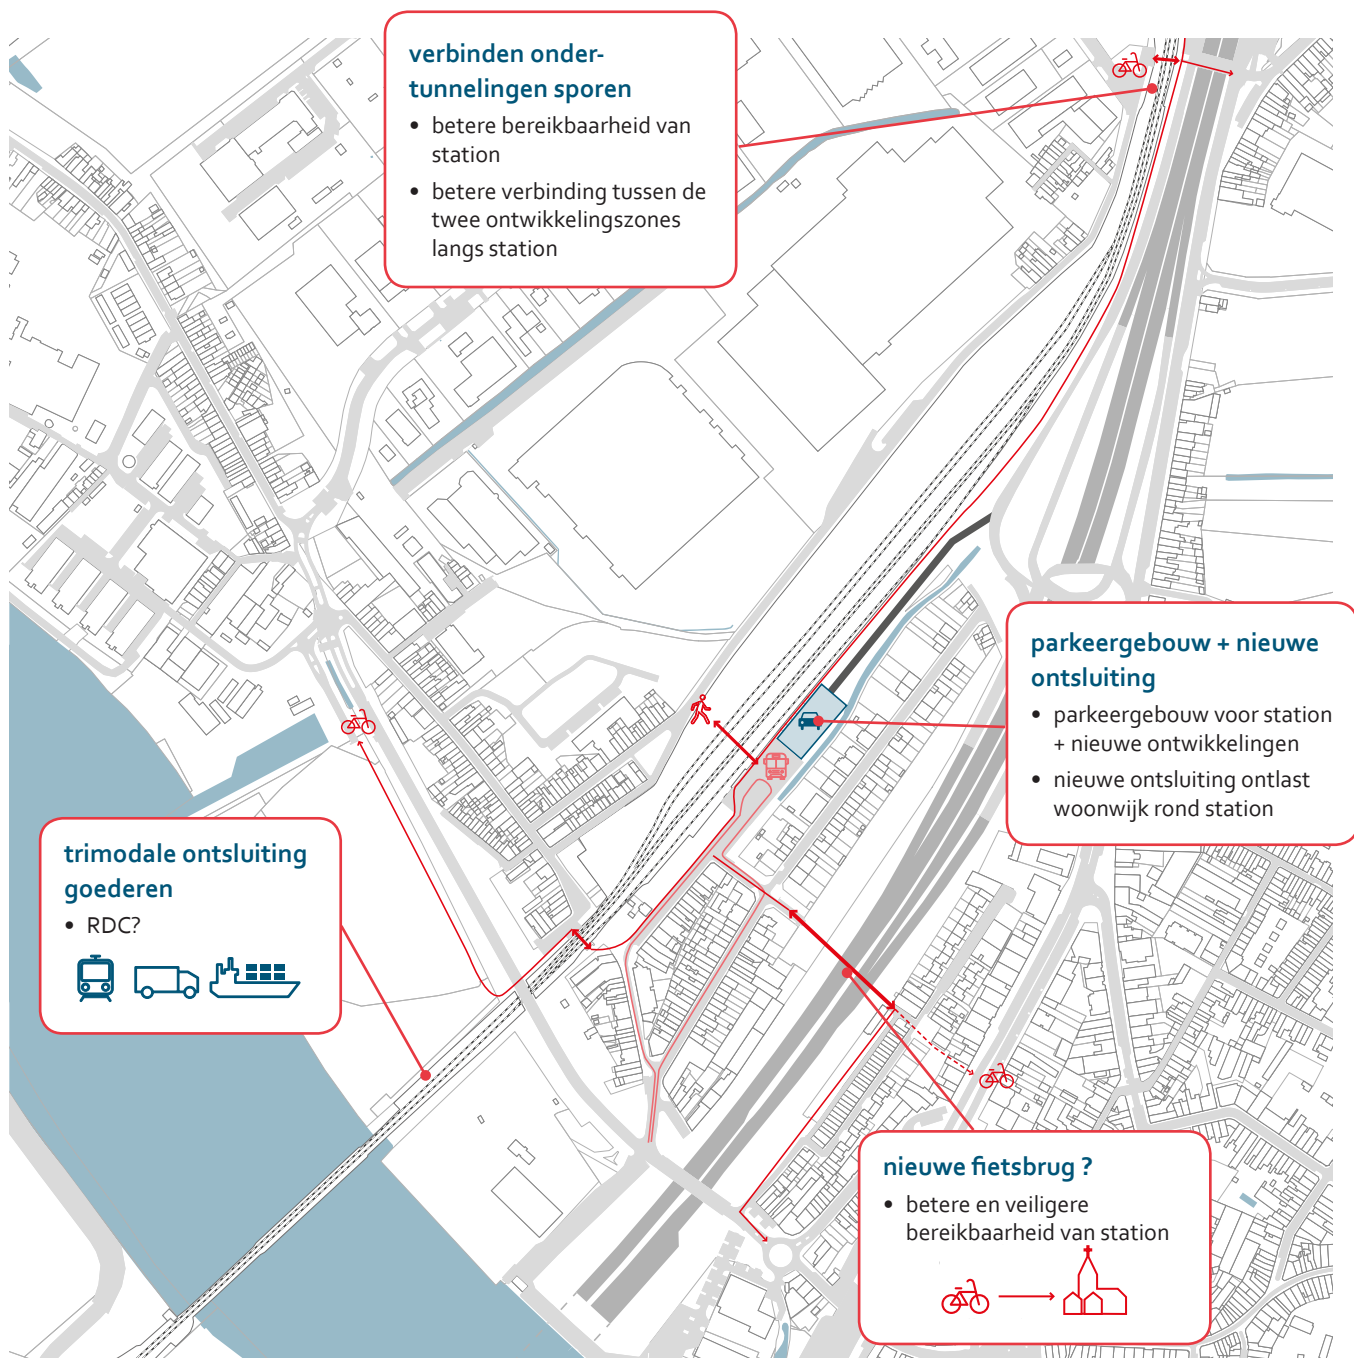 verbinden onder-
tunnelingen sporen
• betere bereikbaarheid van
station
• betere verbinding tussen de
twee ontwikkelingszones
langs station
parkeergebouw + nieuwe
ontsluiting
• parkeergebouw voor station
+ nieuwe ontwikkelingen
• nieuwe ontsluiting ontlast
woonwijk rond station
trimodale ontsluiting
goederen
• RDC?
nieuwe fietsbrug ?
• betere en veiligere
bereikbaarheid van station